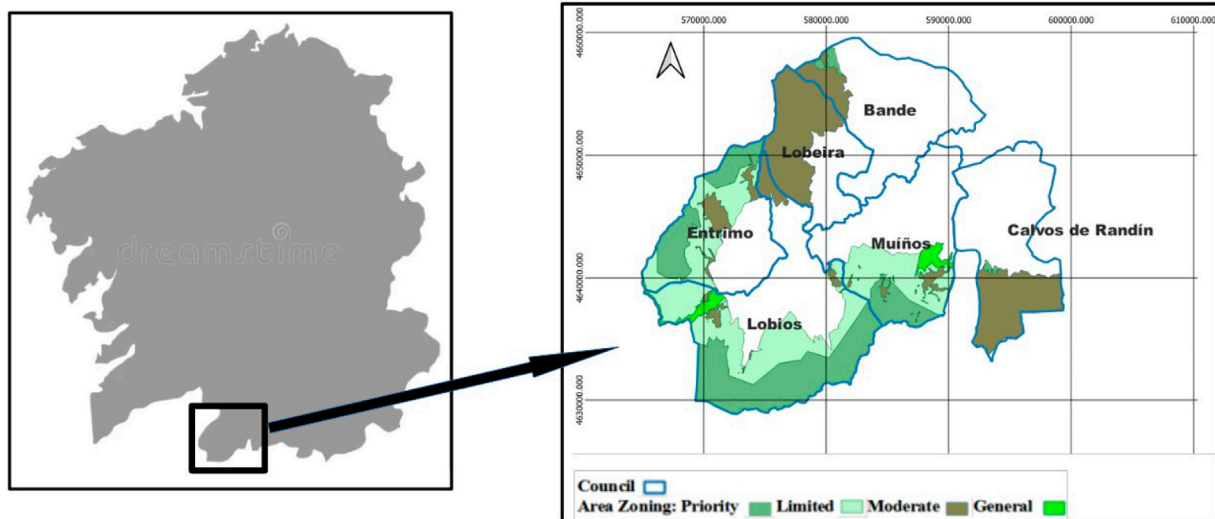 dreamstime
570000.000 580000.000 590000.000 600000.000 610000.000
4660000.000
4650000.000
4640000.000
4630000.000
Bande
Lobeira
Entrimo
Muíños
Calvos de Randín
Lobios
Council
Area Zoning: Priority Limited Moderate General